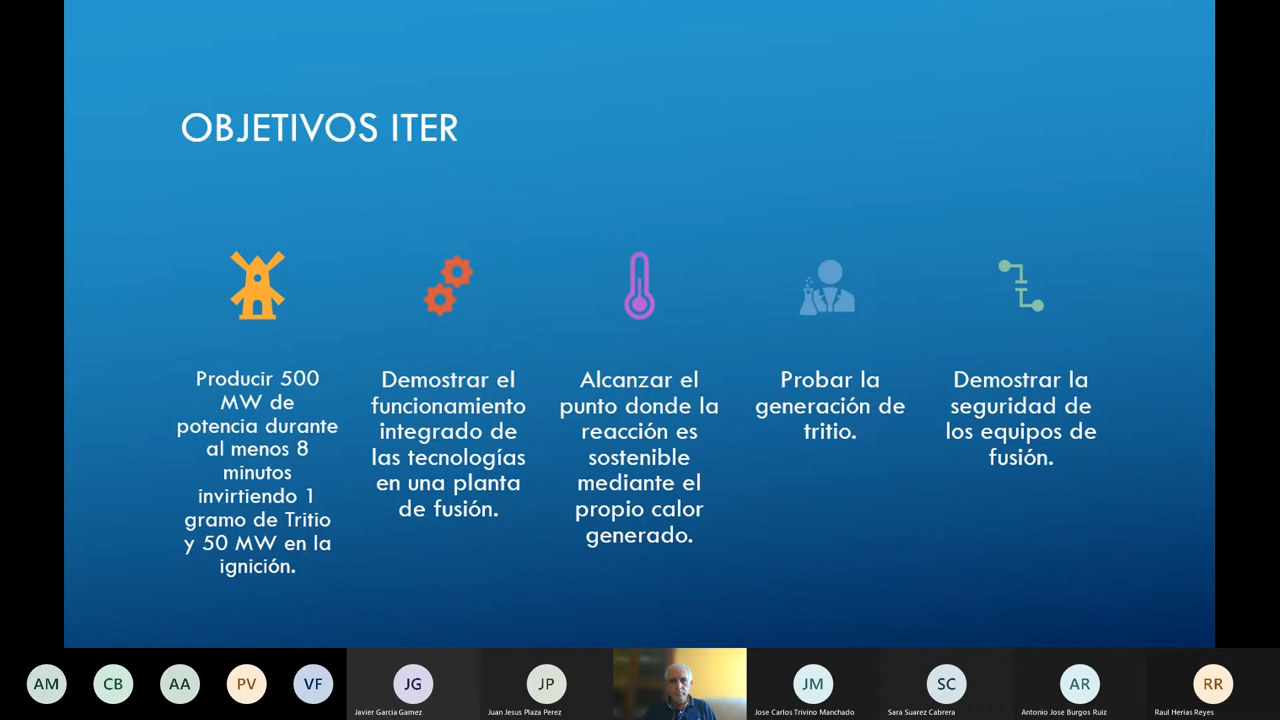 OBJETIVOS ITER
Producir 500
MW de
potencia durante
al menos 8
minutos
invirtiendo 1
gramo de Tritio
y 50 MW en la
ignición.
Demostrar el
funcionamiento
integrado de
las tecnologías
en una planta
de fusión.
Alcanzar el
punto donde la
reacción es
sostenible
mediante el
propio calor
generado.
Probar la
generación de
tritio.
Demostrar la
seguridad de
los equipos de
fusión.
AM
CB
AA
PV
VF
JG
Javier Garcia Gamez
JP
Juan Jesus Plaza Perez
JM
Jose Carlos Trivino Manchado
SC
Sara Suarez Cabrera
AR
Antonio Jose Burgos Ruiz
RR
Raul Herias Reyes